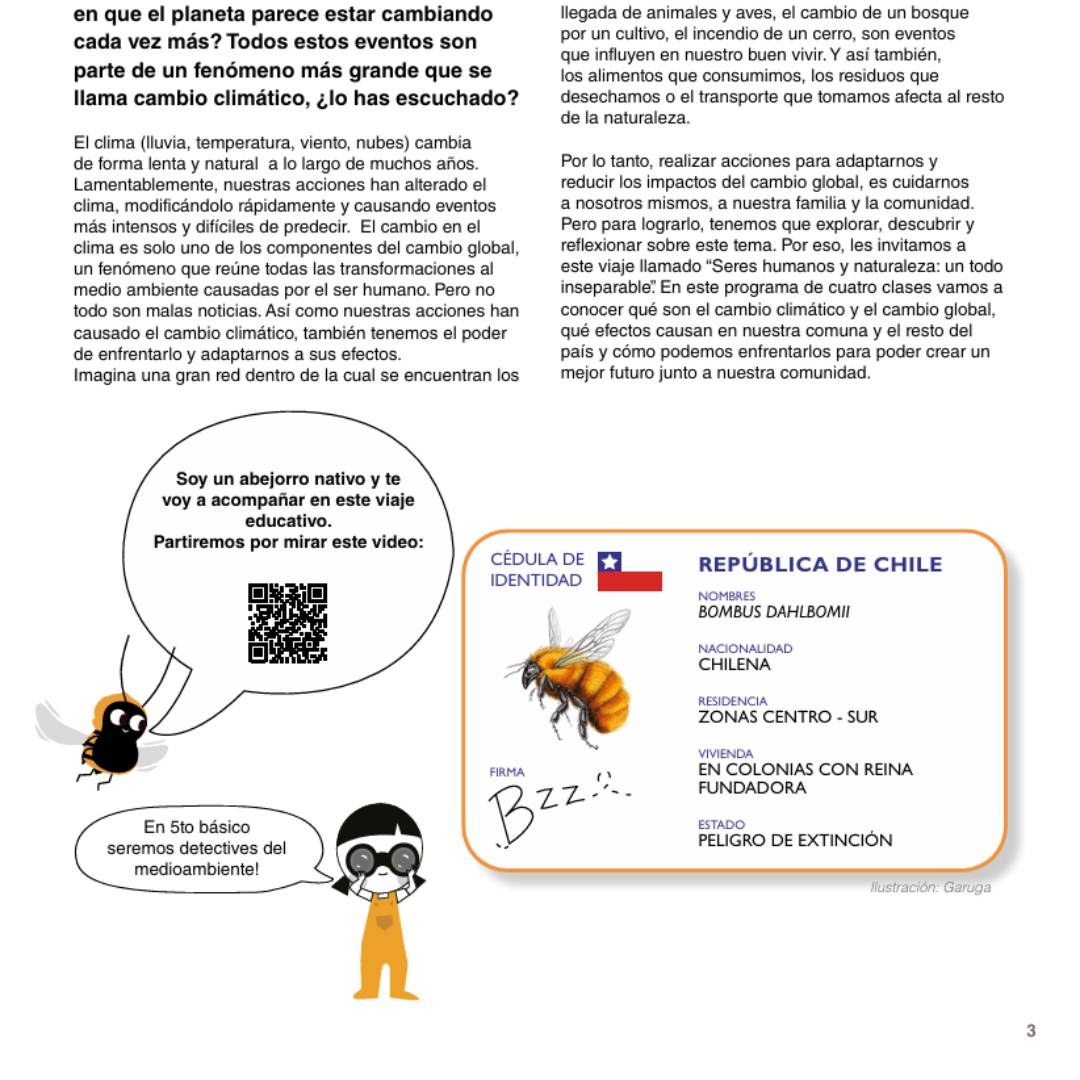 en que el planeta parece estar cambiando
cada vez más? Todos estos eventos son
parte de un fenómeno más grande que se
llama cambio climático, ¿lo has escuchado?
El clima (lluvia, temperatura, viento, nubes) cambia
de forma lenta y natural  a lo largo de muchos años.
Lamentablemente, nuestras acciones han alterado el
clima, modificándolo rápidamente y causando eventos
más intensos y difíciles de predecir.  El cambio en el
clima es solo uno de los componentes del cambio global,
un fenómeno que reúne todas las transformaciones al
medio ambiente causadas por el ser humano. Pero no
todo son malas noticias. Así como nuestras acciones han
causado el cambio climático, también tenemos el poder
de enfrentarlo y adaptarnos a sus efectos.
Imagina una gran red dentro de la cual se encuentran los
llegada de animales y aves, el cambio de un bosque
por un cultivo, el incendio de un cerro, son eventos
que influyen en nuestro buen vivir. Y así también,
los alimentos que consumimos, los residuos que
desechamos o el transporte que tomamos afecta al resto
de la naturaleza.
Por lo tanto, realizar acciones para adaptarnos y
reducir los impactos del cambio global, es cuidarnos
a nosotros mismos, a nuestra familia y la comunidad.
Pero para lograrlo, tenemos que explorar, descubrir y
reflexionar sobre este tema. Por eso, les invitamos a
este viaje llamado “Seres humanos y naturaleza: un todo
inseparable”. En este programa de cuatro clases vamos a
conocer qué son el cambio climático y el cambio global,
qué efectos causan en nuestra comuna y el resto del
país y cómo podemos enfrentarlos para poder crear un
mejor futuro junto a nuestra comunidad.
Soy un abejorro nativo y te
voy a acompañar en este viaje
educativo.
Partiremos por mirar este video:
CÉDULA DE
IDENTIDAD
REPÚBLICA DE CHILE
NOMBRES
BOMBUS DAHLBOMII
NACIONALIDAD
CHILENA
RESIDENCIA
ZONAS CENTRO - SUR
VIVIENDA
EN COLONIAS CON REINA
FUNDADORA
ESTADO
PELIGRO DE EXTINCIÓN
FIRMA
Bzz
Ilustración: Garuga
En 5to básico
seremos detectives del
medioambiente!
3